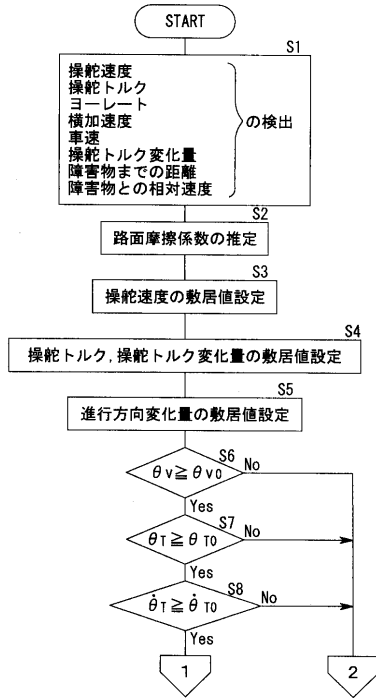 START
S1
操舵速度
操舵トルク
ヨーレート
横加速度
車速
操舵トルク変化量
障害物までの距離
障害物との相対速度
の検出
S2
路面摩擦係数の推定
S3
操舵速度の敷居値設定
S4
操舵トルク,操舵トルク変化量の敷居値設定
S5
進行方向変化量の敷居値設定
S6
θV≧θV0
No
Yes
S7
θT≧θT0
No
Yes
S8
θ̇T≧θ̇T0
No
Yes
1
2